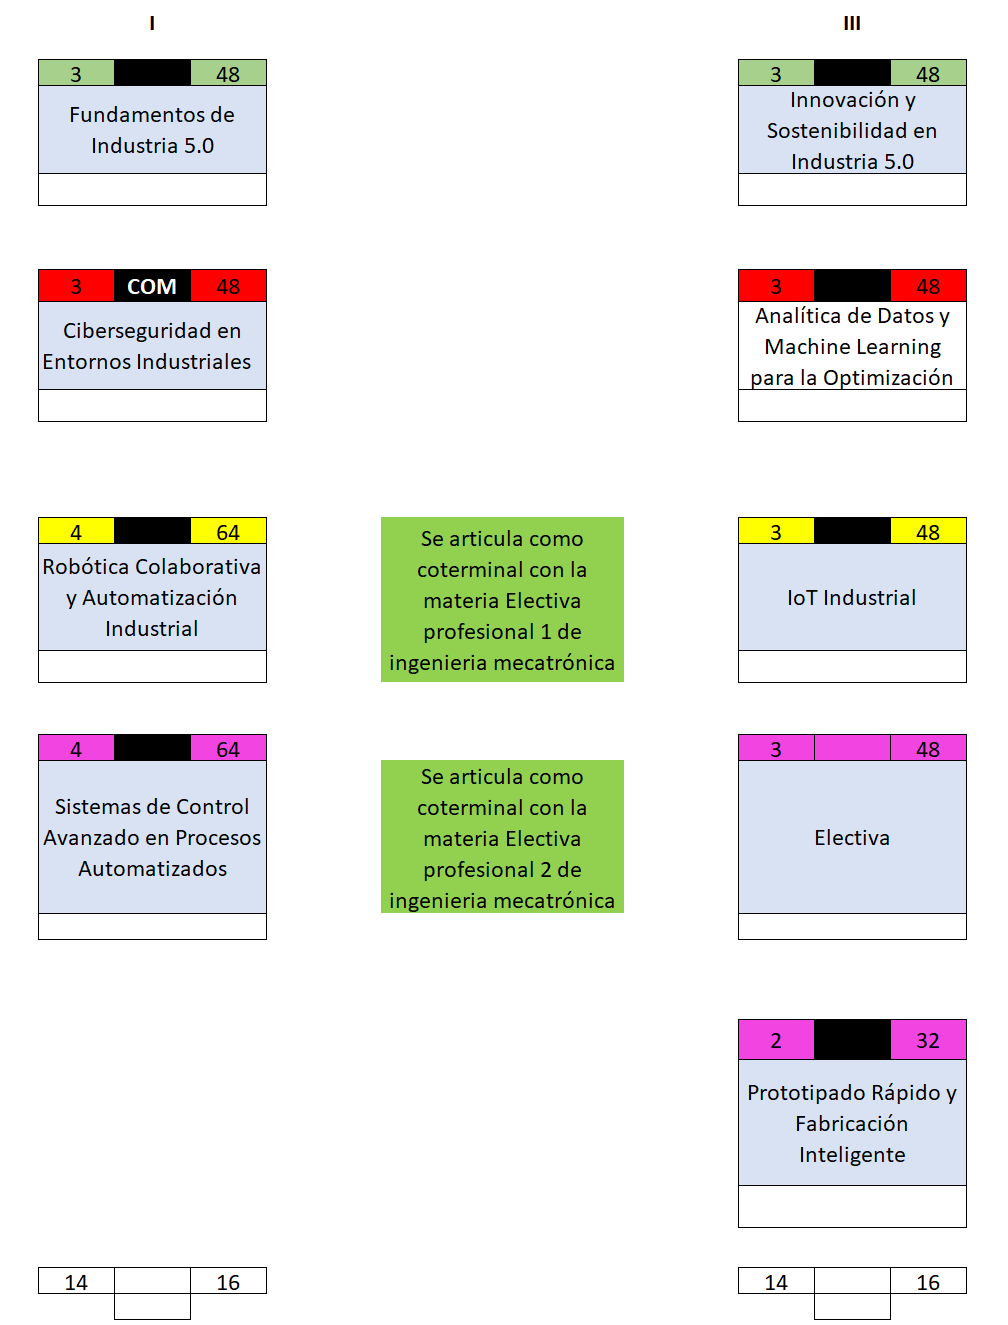 I
III
3 48
Fundamentos de
Industria 5.0
3 48
Innovación y
Sostenibilidad en
Industria 5.0
3 COM 48
Ciberseguridad en
Entornos Industriales
3 48
Analítica de Datos y
Machine Learning
para la Optimización
4 64
Robótica Colaborativa
y Automatización
Industrial
Se articula como
coterminal con la
materia Electiva
profesional 1 de
ingenieria mecatrónica
3 48
IoT Industrial
4 64
Sistemas de Control
Avanzado en Procesos
Automatizados
Se articula como
coterminal con la
materia Electiva
profesional 2 de
ingenieria mecatrónica
3 48
Electiva
2 32
Prototipado Rápido y
Fabricación
Inteligente
14 16
14 16